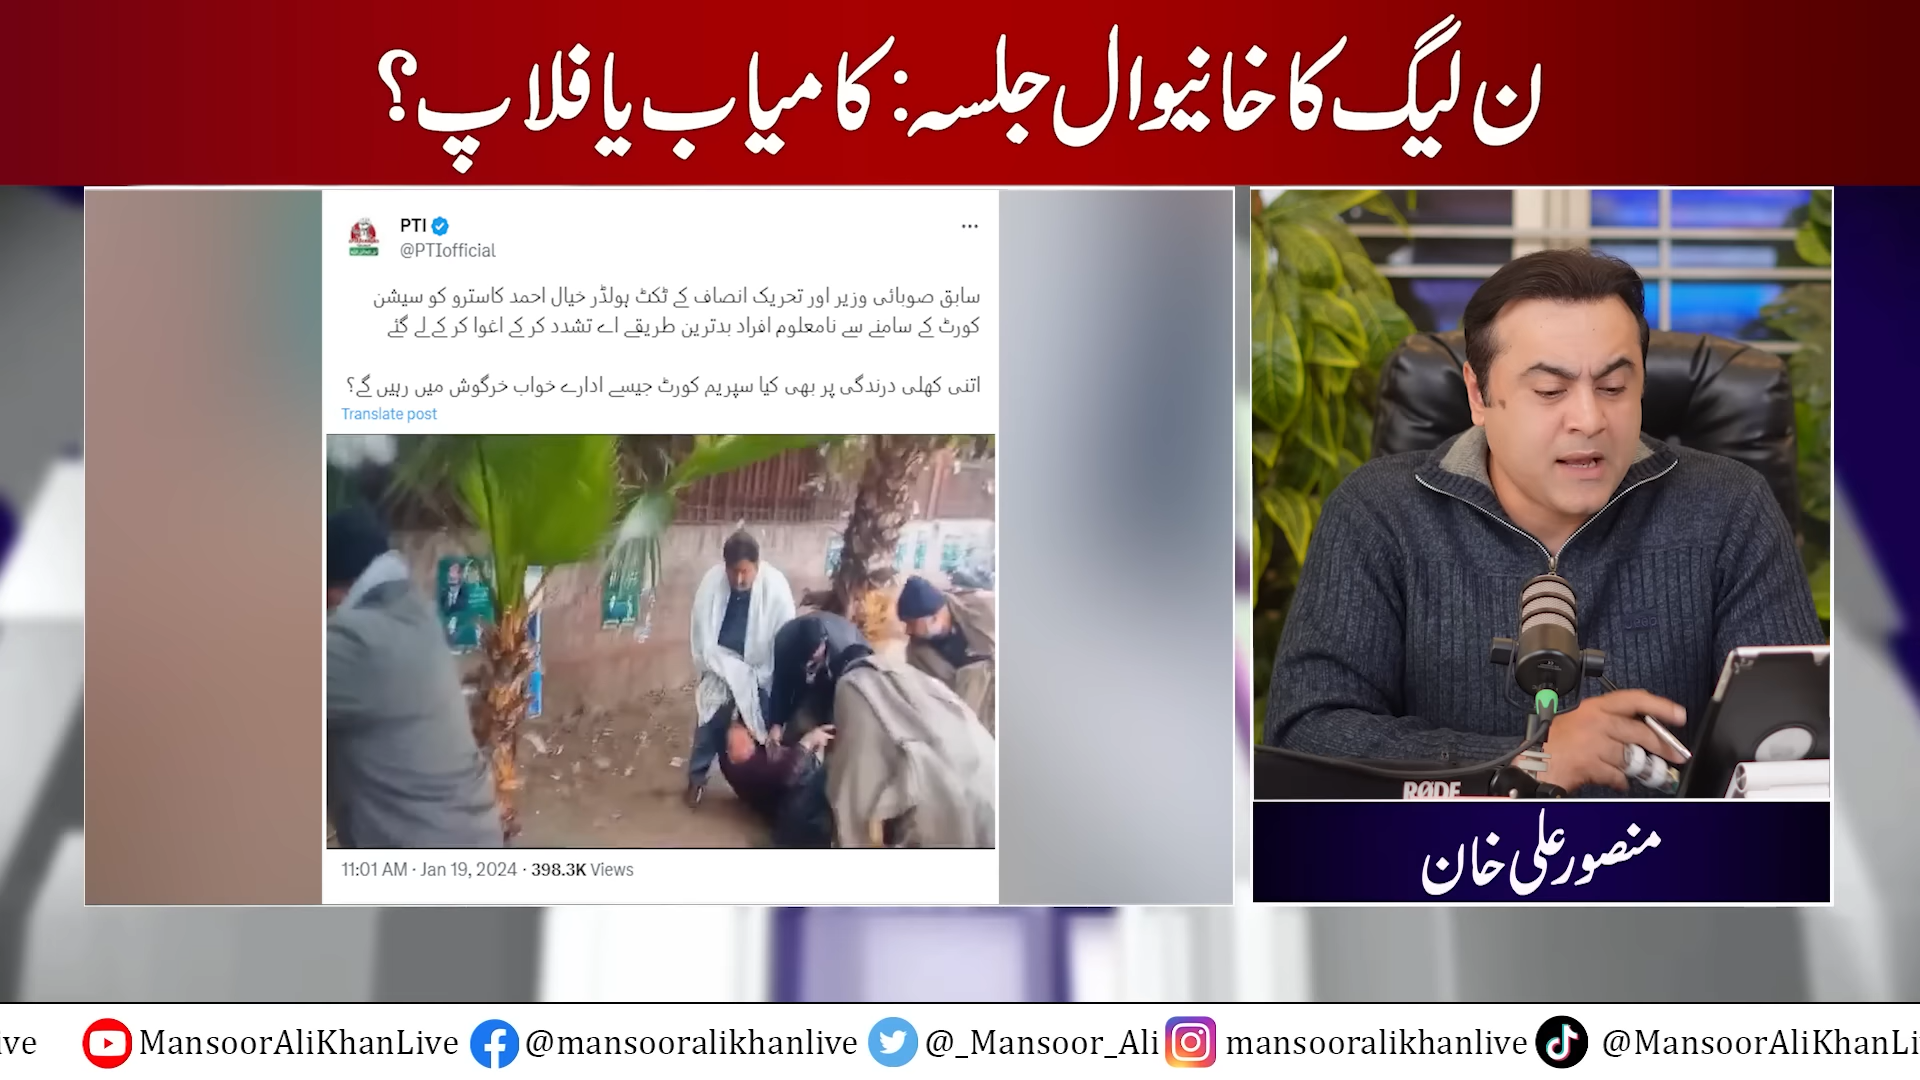 ن لیگ کا خانیوال جلسہ: کامیاب یا فلاپ؟
PTI
@PTIofficial
سابق صوبائی وزیر اور تحریک انصاف کے ٹکٹ ہولڈر خیال احمد کاسترو کو سیشن
کورٹ کے سامنے سے نامعلوم افراد بدترین طریقے اے تشدد کر کے اغوا کر کےلے گئے
اتنی کھلی درندگی پر بھی کیا سپریم کورٹ جیسے ادارے خواب خرگوش میں رہیں گے؟
Translate post
11:01 AM · Jan 19, 2024 · 398.3K Views
RØDE
منصور علی خان
ive MansoorAliKhanLive @mansooralikhanlive @_Mansoor_Ali mansooralikhanlive @MansoorAliKhanLi